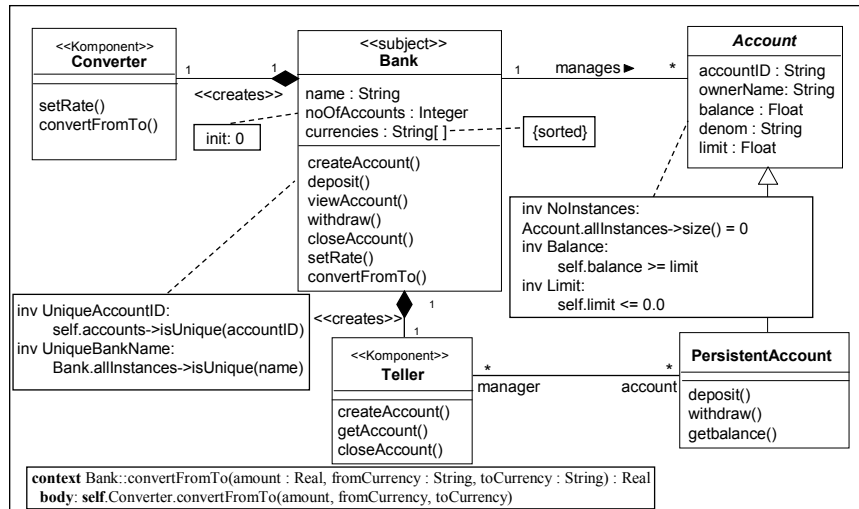 <<Komponent>>
Converter
setRate()
convertFromTo()
1
1
<<creates>>
<<subject>>
Bank
name : String
noOfAccounts : Integer
currencies : String[ ]
createAccount()
deposit()
viewAccount()
withdraw()
closeAccount()
setRate()
convertFromTo()
init: 0
{sorted}
1
manages►
*
Account
accountID : String
ownerName: String
balance : Float
denom : String
limit : Float
inv NoInstances:
Account.allInstances->size() = 0
inv Balance:
self.balance >= limit
inv Limit:
self.limit <= 0.0
inv UniqueAccountID:
self.accounts->isUnique(accountID)
inv UniqueBankName:
Bank.allInstances->isUnique(name)
1
<<creates>>
1
<<Komponent>>
Teller
createAccount()
getAccount()
closeAccount()
*
manager
*
account
PersistentAccount
deposit()
withdraw()
getbalance()
context Bank::convertFromTo(amount : Real, fromCurrency : String, toCurrency : String) : Real
body: self.Converter.convertFromTo(amount, fromCurrency, toCurrency)